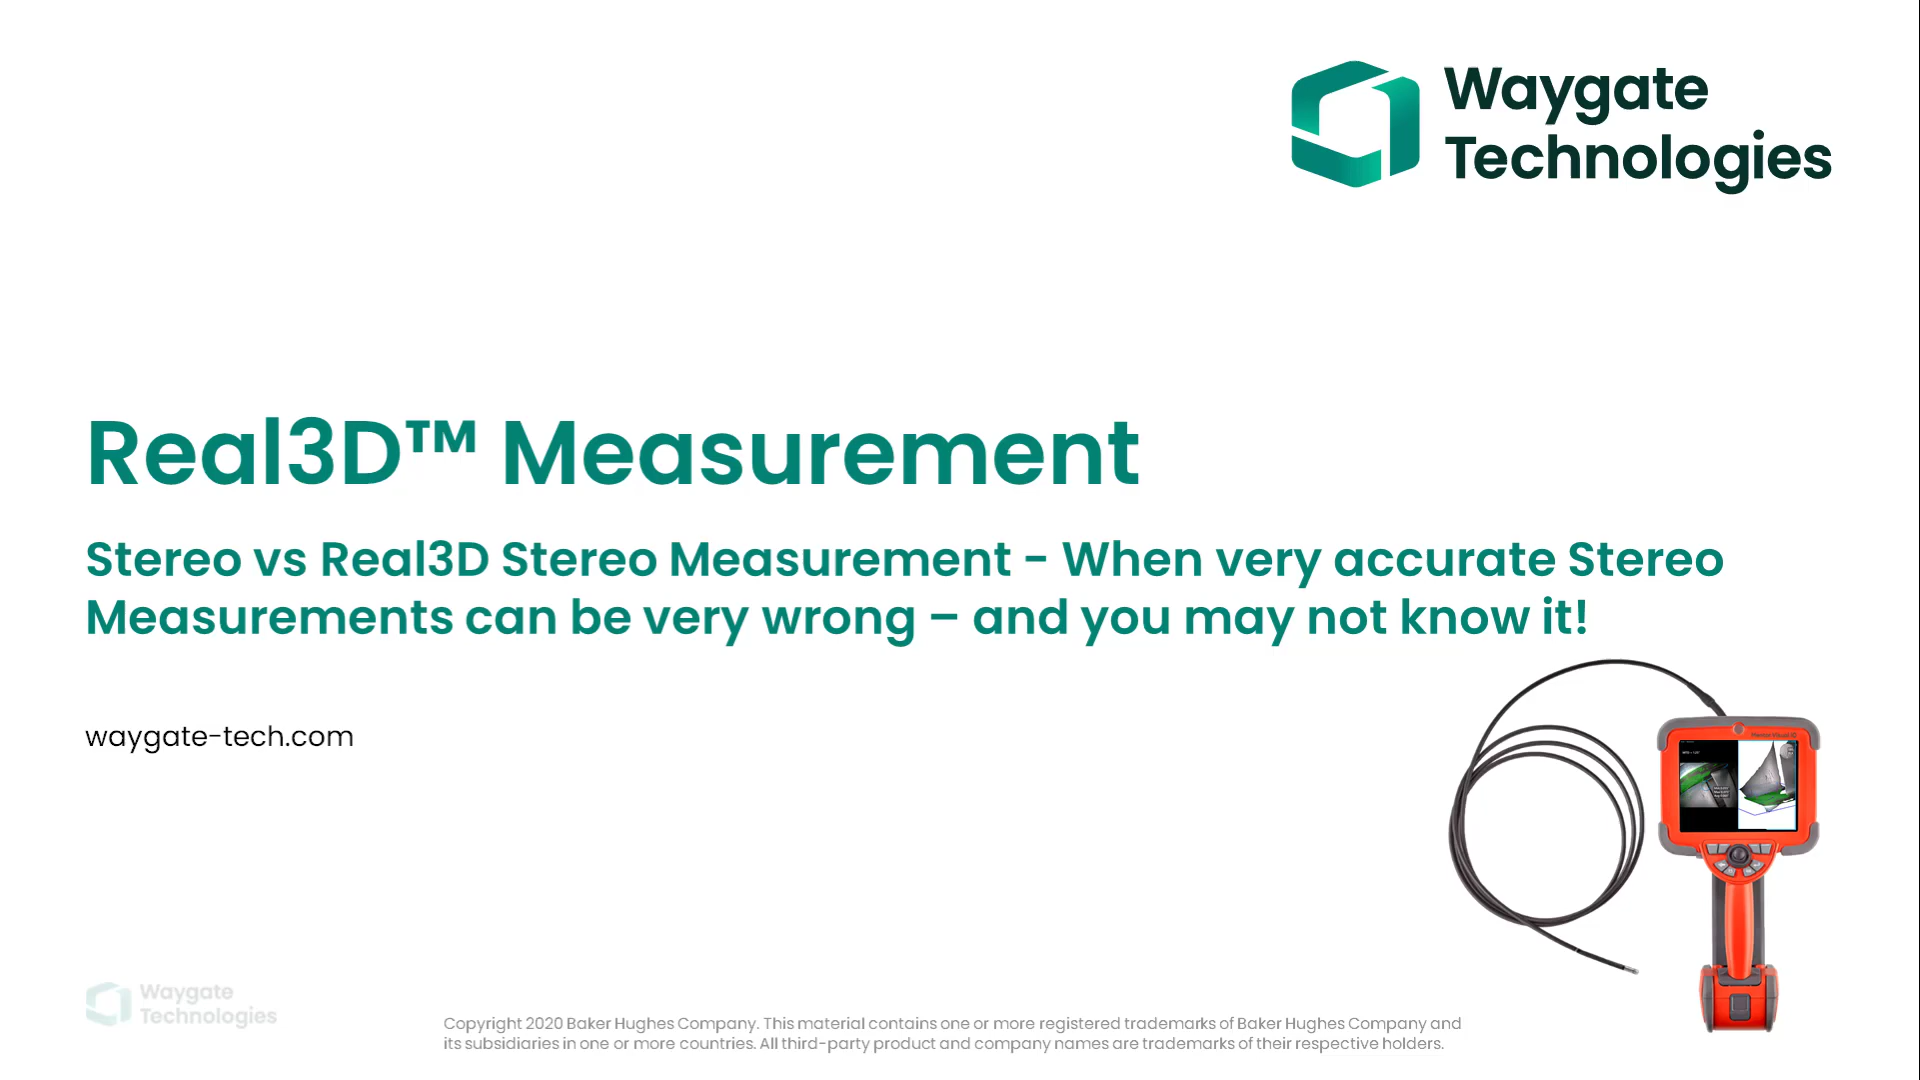 Waygate
Technologies
Real3D™ Measurement
Stereo vs Real3D Stereo Measurement - When very accurate Stereo
Measurements can be very wrong – and you may not know it!
waygate-tech.com
Waygate
Technologies
Copyright 2020 Baker Hughes Company. This material contains one or more registered trademarks of Baker Hughes Company and
its subsidiaries in one or more countries. All third-party product and company names are trademarks of their respective holders.